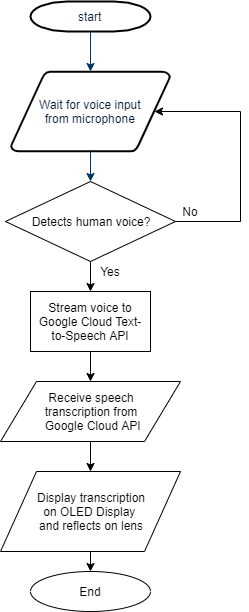 start
Wait for voice input
from microphone
Detects human voice?
No
Yes
Stream voice to
Google Cloud Text-
to-Speech API
Receive speech
transcription from
Google Cloud API
Display transcription
on OLED Display
and reflects on lens
End